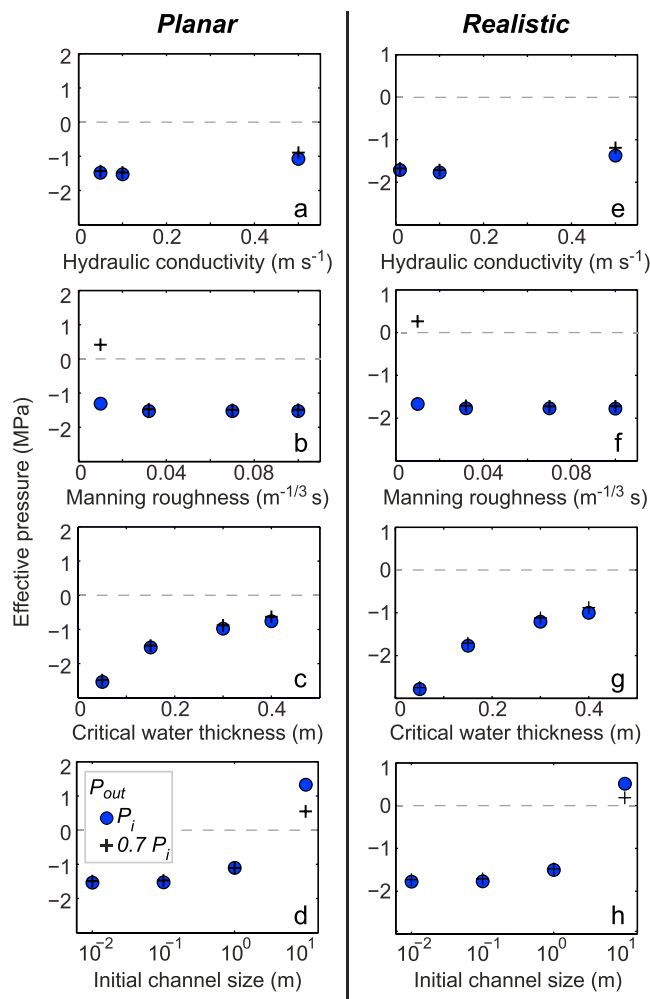 Planar
Realistic
Effective pressure (MPa)
2
1
0
−1
−2
a
0 0.2 0.4
Hydraulic conductivity (m s-1)
1
0
−1
−2
e
0 0.2 0.4
Hydraulic conductivity (m s-1)
2
1
0
−1
−2
b
0 0.04 0.08
Manning roughness (m-1/3 s)
1
0
−1
−2
f
0 0.04 0.08
Manning roughness (m-1/3 s)
2
1
0
−1
−2
c
0 0.2 0.4
Critical water thickness (m)
1
0
−1
−2
g
0 0.2 0.4
Critical water thickness (m)
2
1
0
−1
−2
Pout
Pi
0.7 Pi
d
10−2 10−1 100 101
Initial channel size (m)
1
0
−1
−2
h
10−2 10−1 100 101
Initial channel size (m)